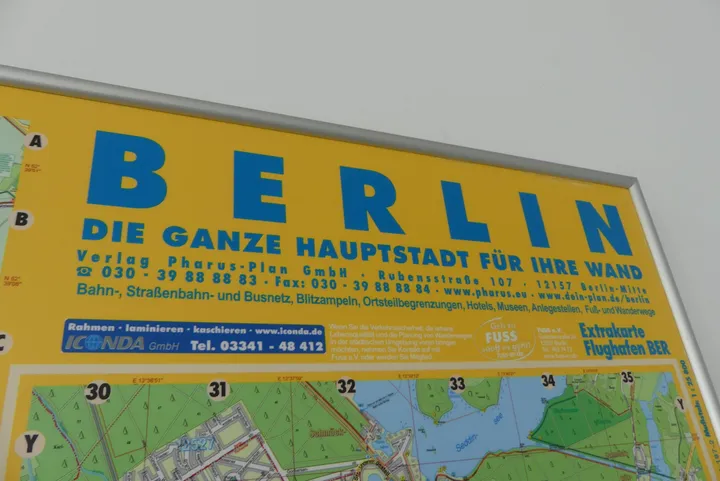 BERLIN
DIE GANZE HAUPTSTADT FÜR IHRE WAND
Verlag Pharus-Plan GmbH · Rubensstraße 107 · 12157 Berlin-Mitte
☎ 030 - 39 88 88 83 · Fax: 030 - 39 88 88 84 · www.pharus.eu · www.dein-plan.de/berlin
Bahn-, Straßenbahn- und Busnetz, Blitzampeln, Ortsteilbegrenzungen, Hotels, Museen, Anlegestellen, Fuß- und Wanderwege
Rahmen · laminieren · kaschieren · www.iconda.de
ICONDA GmbH Tel. 03341 - 48 412
FUSS
Extrakarte
Flughafen BER
A
B
C
30
31
32
33
34
35
Y
Y
Seddin